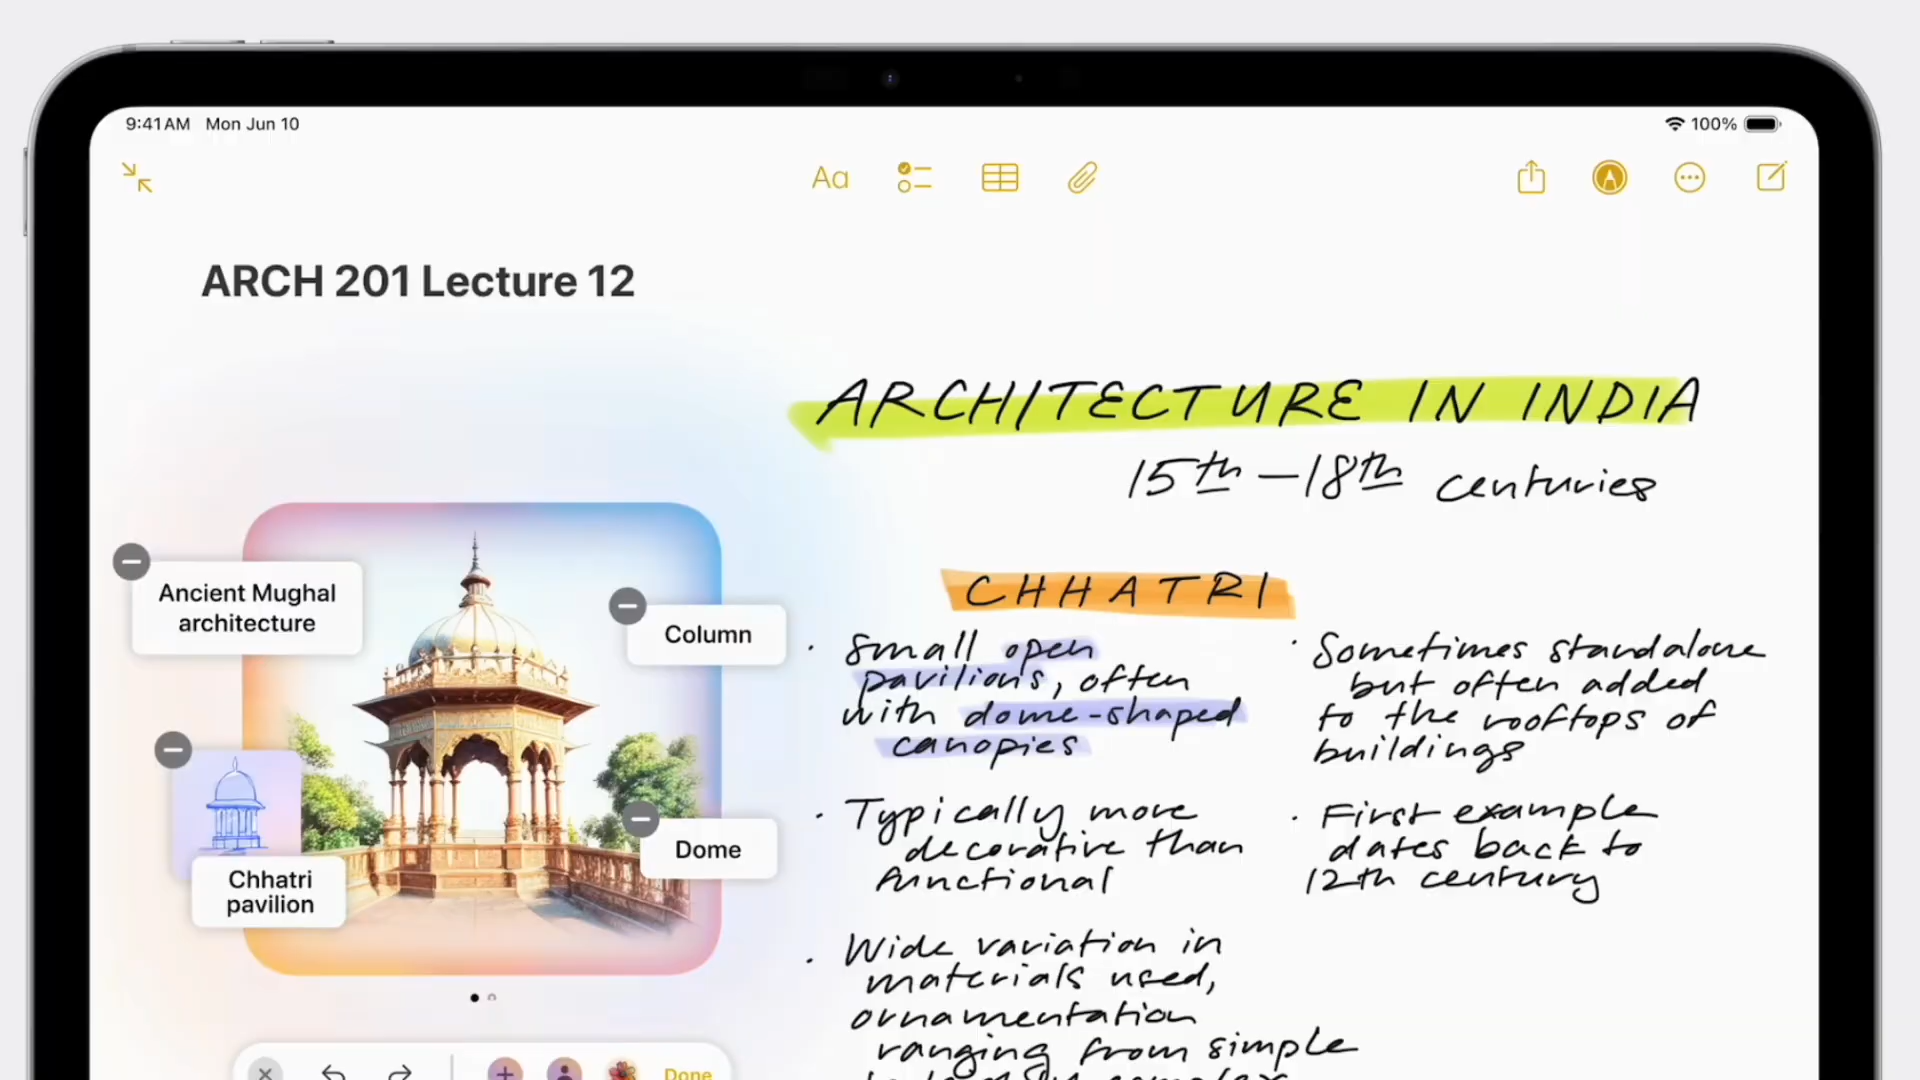 9:41 AM Mon Jun 10
100%
Aa
ARCH 201 Lecture 12
ARCHITECTURE IN INDIA
15th – 18th centuries
Ancient Mughal
architecture
Column
Chhatri
pavilion
Dome
CHHATRI
· Small open
pavilions, often
with dome-shaped
canopies
· Typically more
decorative than
functional
· Wide variation in
materials used,
ornamentation
ranging from simple
· Sometimes standalone
but often added
to the rooftops of
buildings
· First example
dates back to
12th century
Done